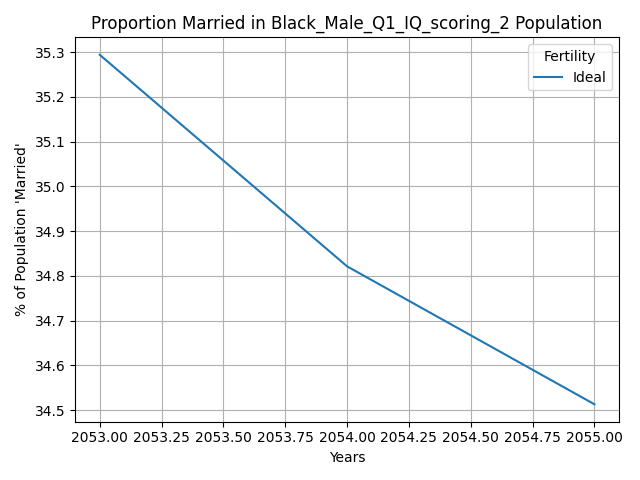 Proportion Married in Black_Male_Q1_IQ_scoring_2 Population
Fertility
Ideal
% of Population 'Married'
35.3
35.2
35.1
35.0
34.9
34.8
34.7
34.6
34.5
2053.00 2053.25 2053.50 2053.75 2054.00 2054.25 2054.50 2054.75 2055.00
Years